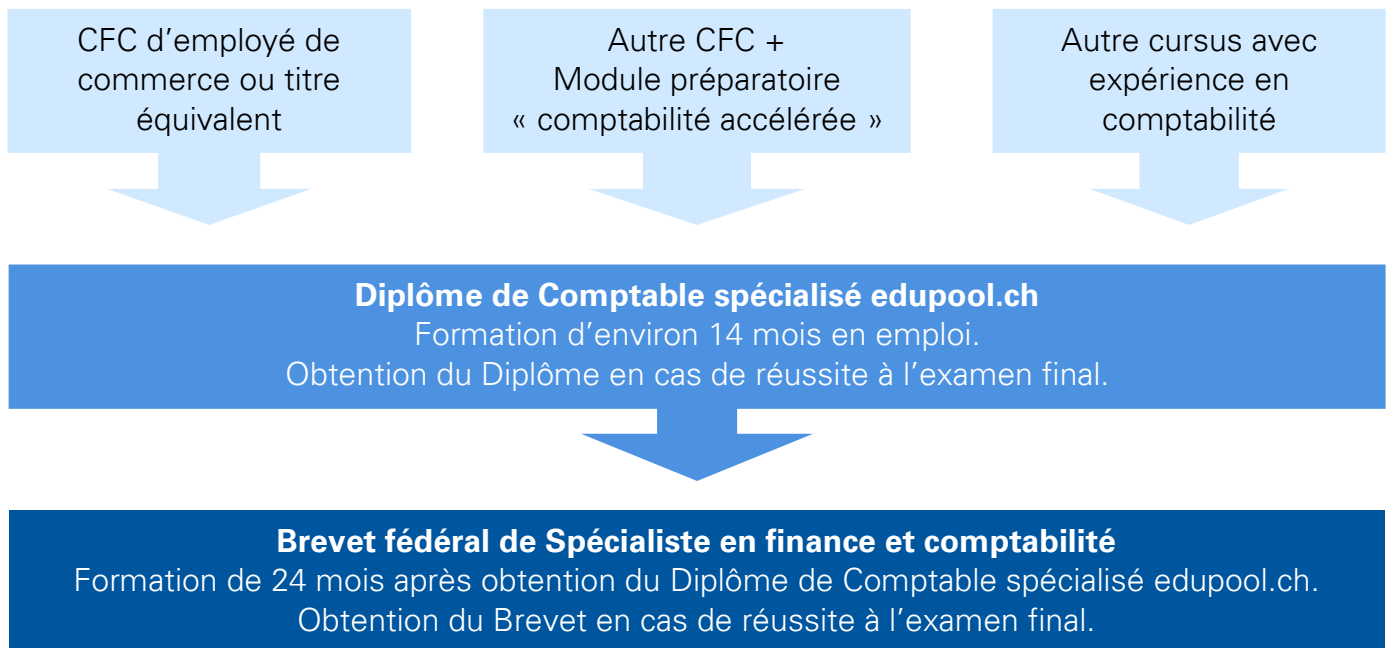 CFC d’employé de
commerce ou titre
équivalent
Autre CFC +
Module préparatoire
« comptabilité accélérée »
Autre cursus avec
expérience en
comptabilité
Diplôme de Comptable spécialisé edupool.ch
Formation d’environ 14 mois en emploi.
Obtention du Diplôme en cas de réussite à l’examen final.
Brevet fédéral de Spécialiste en finance et comptabilité
Formation de 24 mois après obtention du Diplôme de Comptable spécialisé edupool.ch.
Obtention du Brevet en cas de réussite à l’examen final.